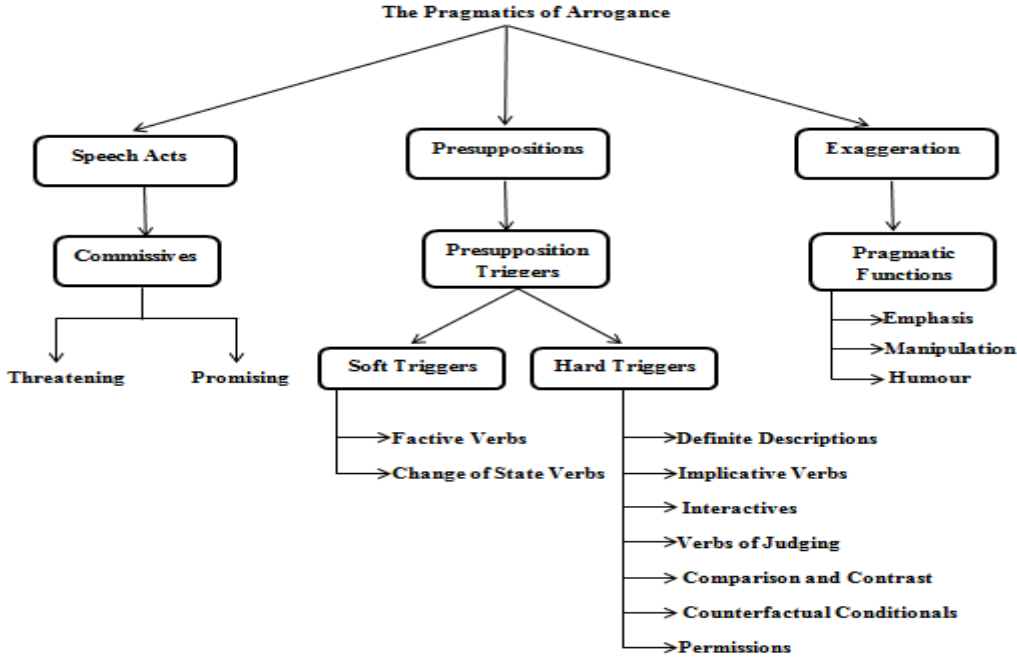 The Pragmatics of Arrogance
Speech Acts
Presuppositions
Exaggeration
Commissives
Presupposition
Triggers
Pragmatic
Functions
Threatening
Promising
Soft Triggers
Hard Triggers
Emphasis
Manipulation
Humour
Factive Verbs
Change of State Verbs
Definite Descriptions
Implicative Verbs
Interactives
Verbs of Judging
Comparison and Contrast
Counterfactual Conditionals
Permissions